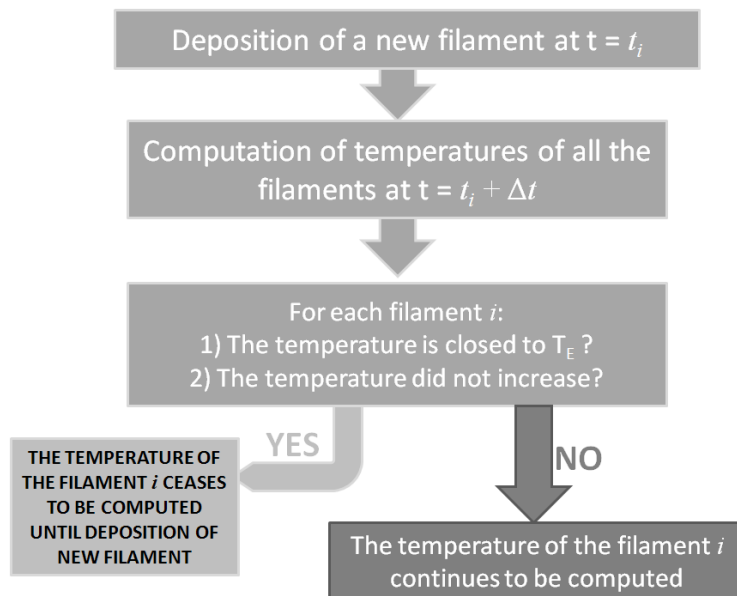 Deposition of a new filament at t = tᵢ
Computation of temperatures of all the
filaments at t = tᵢ + Δt
For each filament i:
1) The temperature is closed to T_E ?
2) The temperature did not increase?
YES
THE TEMPERATURE OF
THE FILAMENT i CEASES
TO BE COMPUTED
UNTIL DEPOSITION OF
NEW FILAMENT
NO
The temperature of the filament i
continues to be computed